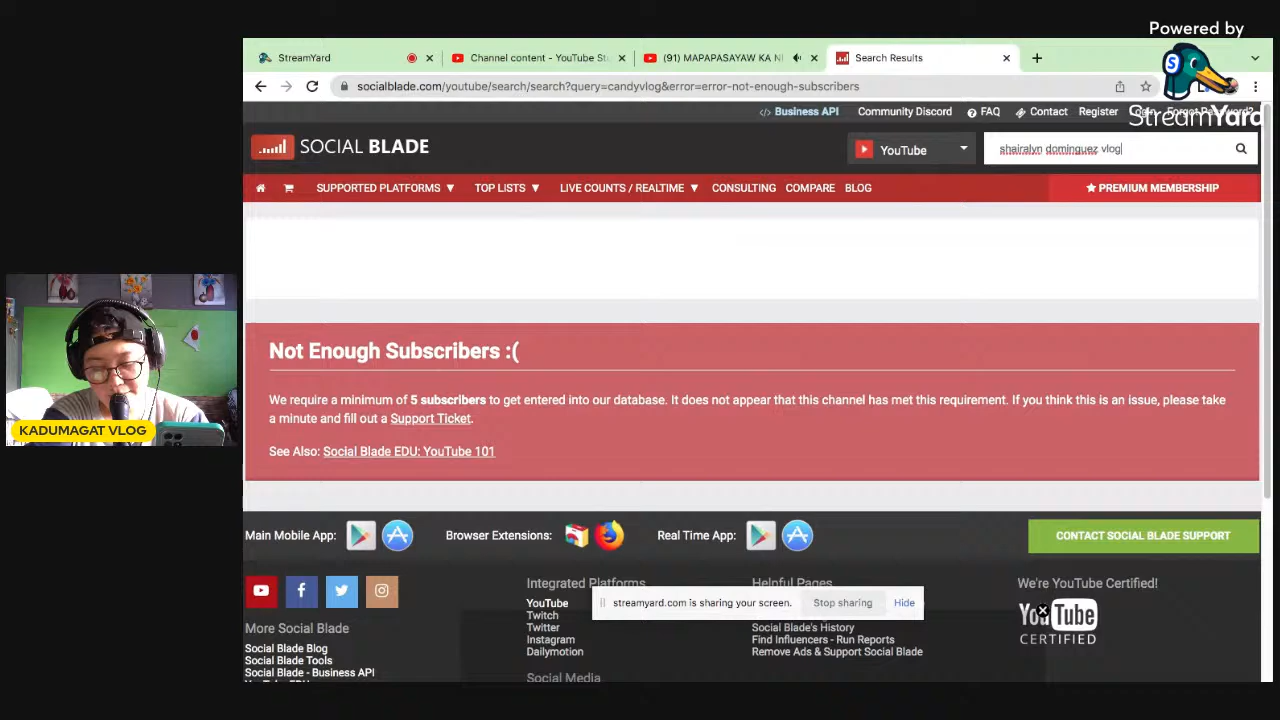 Powered by
StreamYard
StreamYard
Channel content - YouTube Stu
(91) MAPAPASAYAW KA NI
Search Results
socialblade.com/youtube/search/search?query=candyvlog&error=error-not-enough-subscribers
Business API
Community Discord
FAQ
Contact
Register
Login
Forgot Password?
SOCIAL BLADE
YouTube
shairalyn dominguez vlog
SUPPORTED PLATFORMS
TOP LISTS
LIVE COUNTS / REALTIME
CONSULTING
COMPARE
BLOG
PREMIUM MEMBERSHIP
Not Enough Subscribers :(
We require a minimum of 5 subscribers to get entered into our database. It does not appear that this channel has met this requirement. If you think this is an issue, please take
a minute and fill out a Support Ticket.
See Also: Social Blade EDU: YouTube 101
KADUMAGAT VLOG
Main Mobile App:
Browser Extensions:
Real Time App:
CONTACT SOCIAL BLADE SUPPORT
More Social Blade
Social Blade Blog
Social Blade Tools
Social Blade - Business API
Integrated Platforms
YouTube
Twitch
Twitter
Instagram
Dailymotion
Social Media
Helpful Pages
streamyard.com is sharing your screen.
Stop sharing
Hide
Social Blade's History
Find Influencers - Run Reports
Remove Ads & Support Social Blade
We're YouTube Certified!
YouTube
CERTIFIED